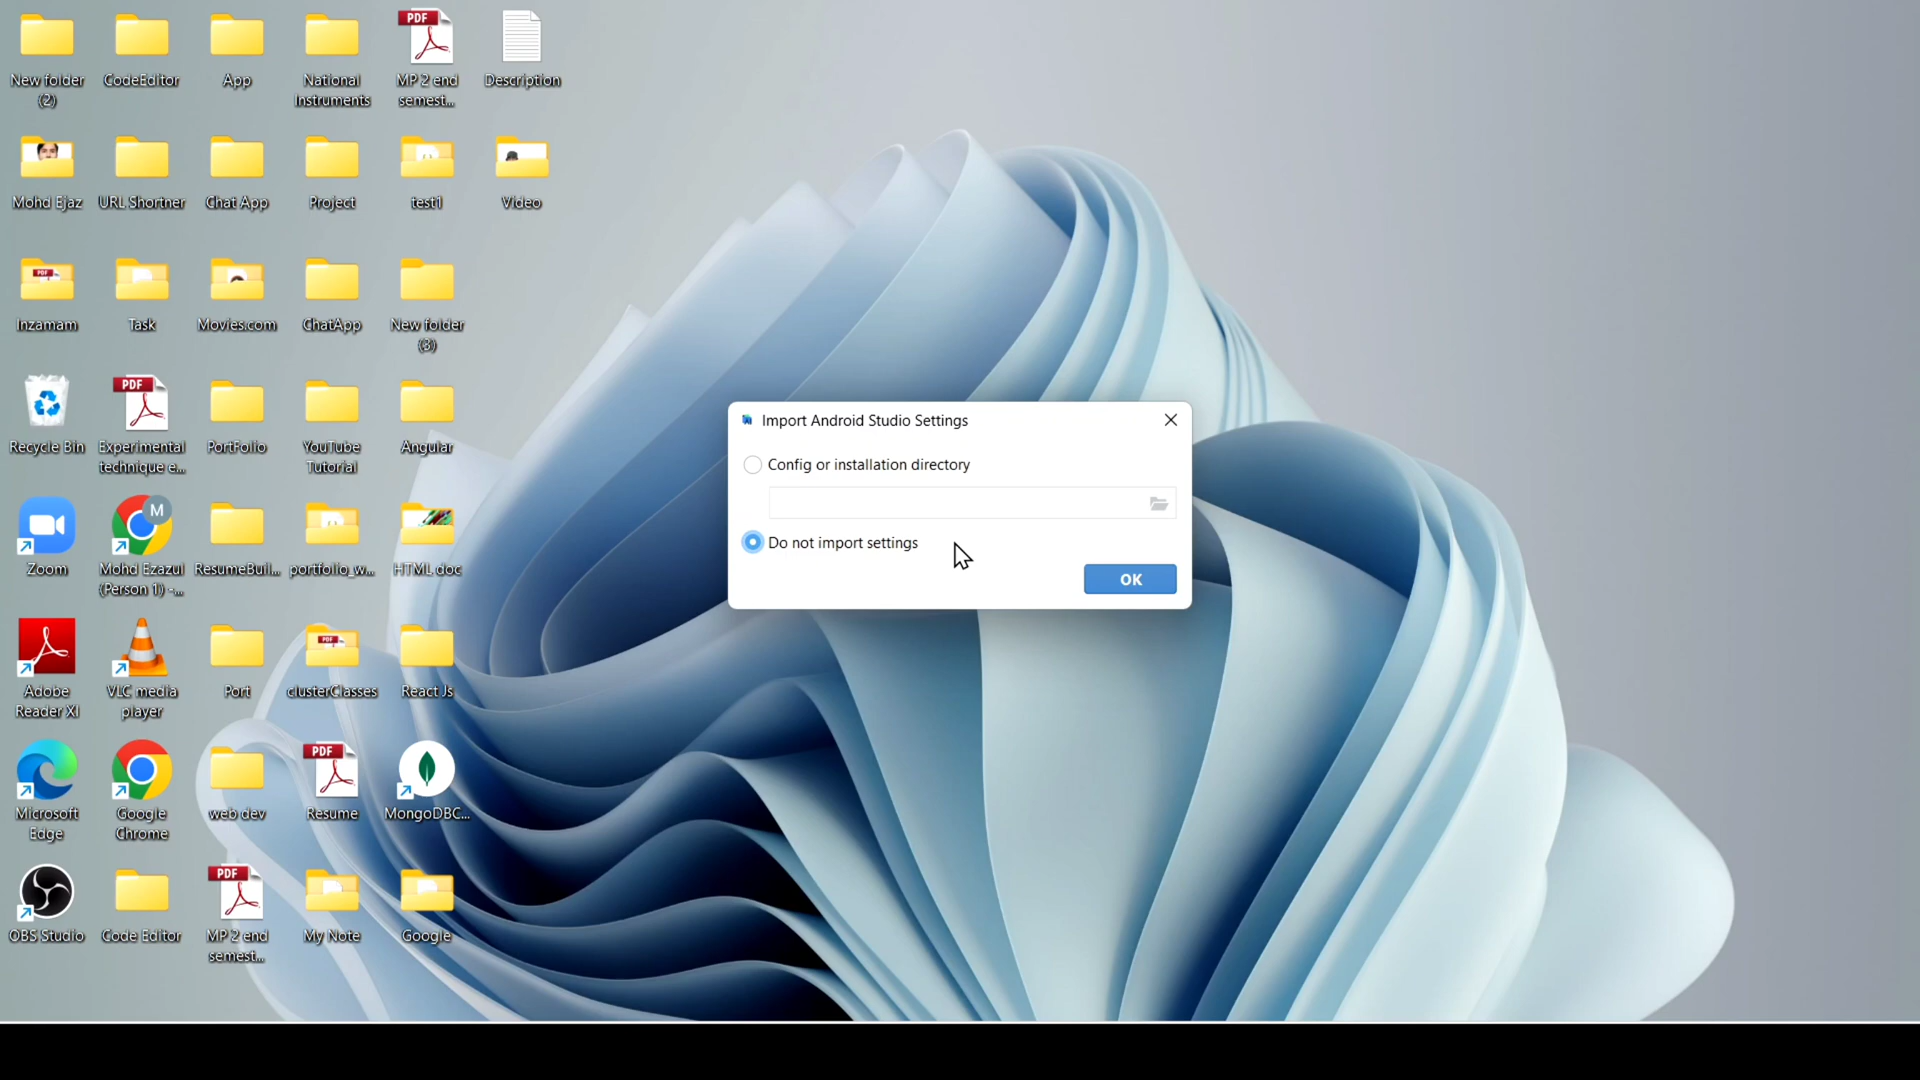 New folder
(2)
CodeEditor
App
National
Instruments
PDF
MP 2 end
semest...
Description
Mohd Ejaz
URL Shortner
Chat App
Project
test1
Video
PDF
Inzamam
Task
Movies.com
ChatApp
New folder
(3)
Recycle Bin
PDF
Experimental
technique e...
PortFolio
YouTube
Tutorial
Angular
Zoom
M
Mohd Ezazul
(Person 1) -...
ResumeBuil...
portfolio_w...
HTML doc
Adobe
Reader XI
VLC media
player
Port
PDF
clusterClasses
React Js
Microsoft
Edge
Google
Chrome
web dev
PDF
Resume
MongoDBC...
OBS Studio
Code Editor
PDF
MP 2 end
semest...
My Note
Google
Import Android Studio Settings
Config or installation directory
Do not import settings
OK